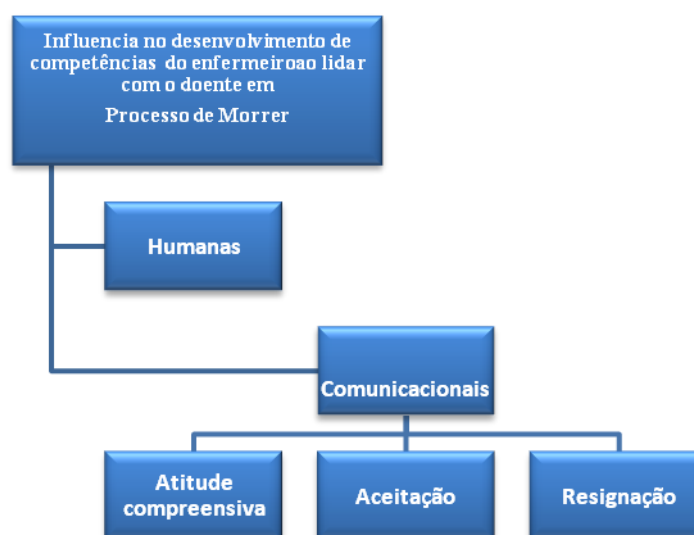 Influencia no desenvolvimento de
competências do enfermeiroao lidar
com o doente em
Processo de Morrer
Humanas
Comunicacionais
Atitude
compreensiva
Aceitação
Resignação